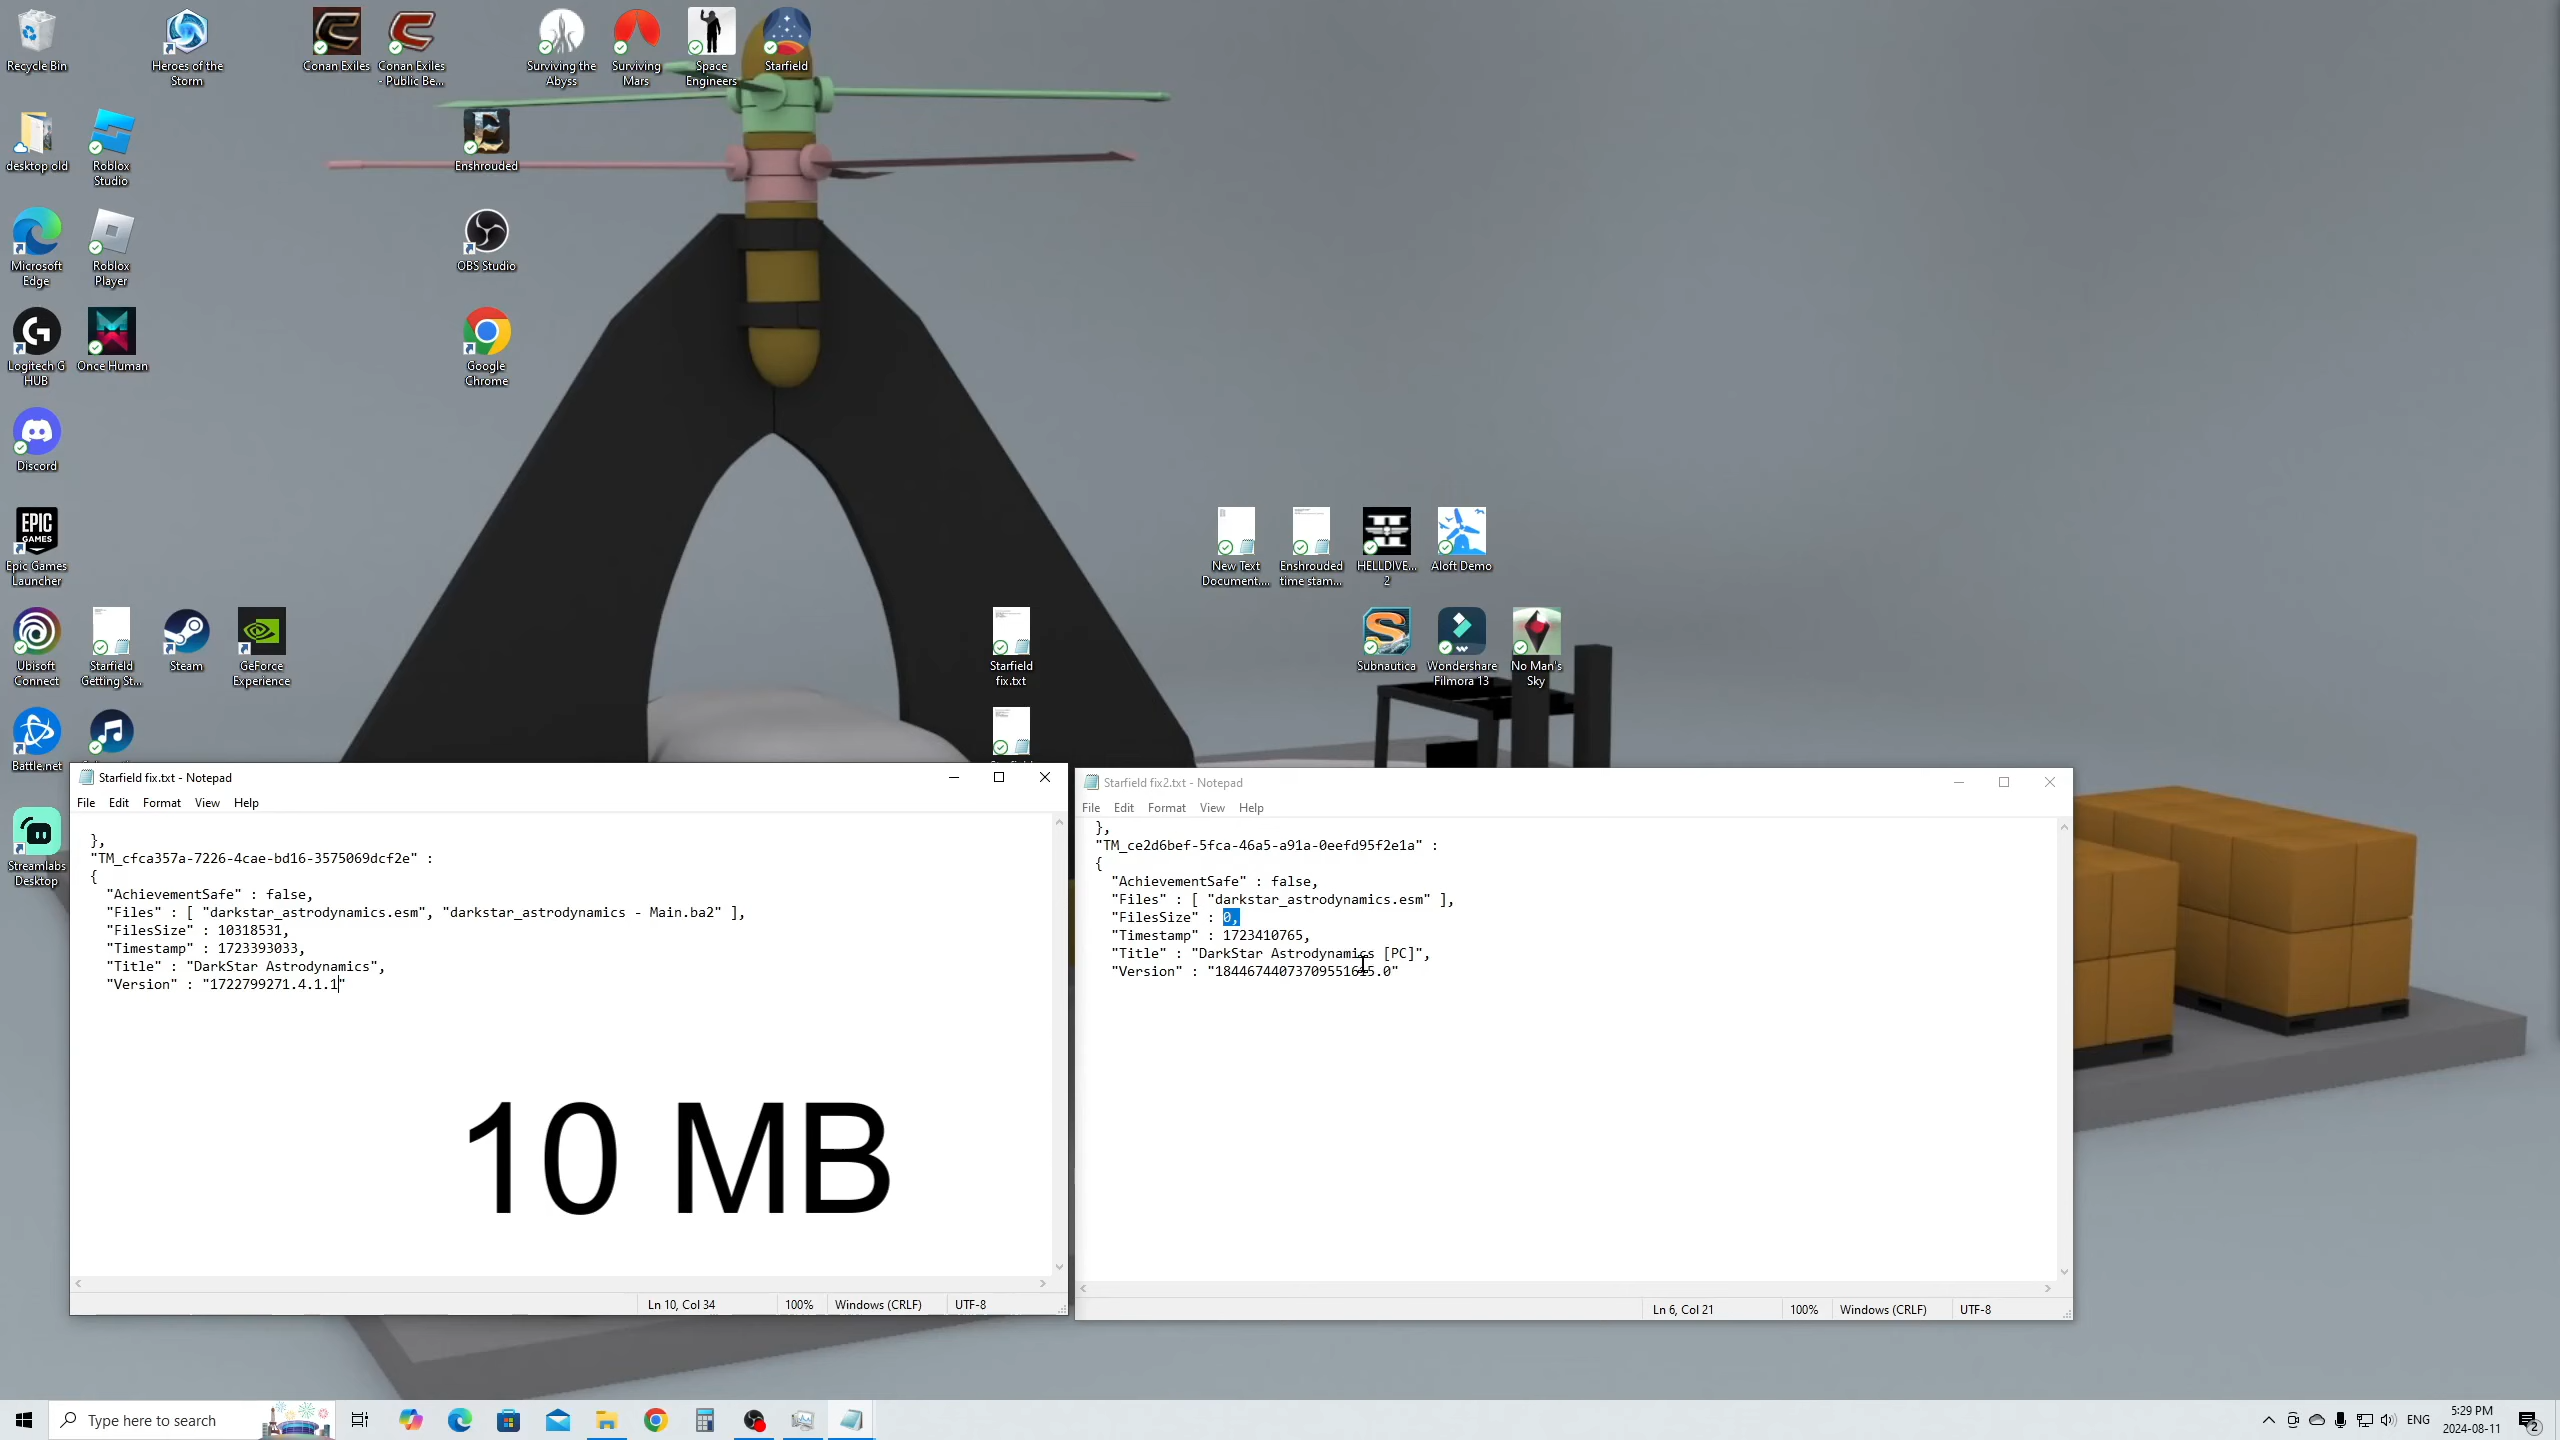 Recycle Bin
Heroes of the
Storm
Conan Exiles
Conan Exiles
- Public Be...
Surviving the
Abyss
Surviving
Mars
Space
Engineers
Starfield
desktop old
Roblox
Studio
Enshrouded
Microsoft
Edge
Roblox
Player
OBS Studio
Logitech G
HUB
Once Human
Google
Chrome
Discord
EPIC
GAMES
Epic Games
Launcher
New Text
Document....
Enshrouded
time stam...
HELLDIVE...
2
Aloft Demo
Ubisoft
Connect
Starfield
Getting St...
Steam
GeForce
Experience
Starfield
fix.txt
Subnautica
Wondershare
Filmora 13
No Man's
Sky
Battle.net
Streamlabs
Desktop
Starfield fix.txt - Notepad
File Edit Format View Help
},
"TM_cfca357a-7226-4cae-bd16-3575069dcf2e" :
{
"AchievementSafe" : false,
"Files" : [ "darkstar_astrodynamics.esm", "darkstar_astrodynamics - Main.ba2" ],
"FilesSize" : 10318531,
"Timestamp" : 1723393033,
"Title" : "DarkStar Astrodynamics",
"Version" : "1722799271.4.1.1"
10 MB
Ln 10, Col 34
100%
Windows (CRLF)
UTF-8
Starfield fix2.txt - Notepad
File Edit Format View Help
},
"TM_ce2d6bef-5fca-46a5-a91a-0eefd95f2e1a" :
{
"AchievementSafe" : false,
"Files" : [ "darkstar_astrodynamics.esm" ],
"FilesSize" : 0,
"Timestamp" : 1723410765,
"Title" : "DarkStar Astrodynamics [PC]",
"Version" : "18446744073709551615.0"
Ln 6, Col 21
100%
Windows (CRLF)
UTF-8
Type here to search
ENG
5:29 PM
2024-08-11
2